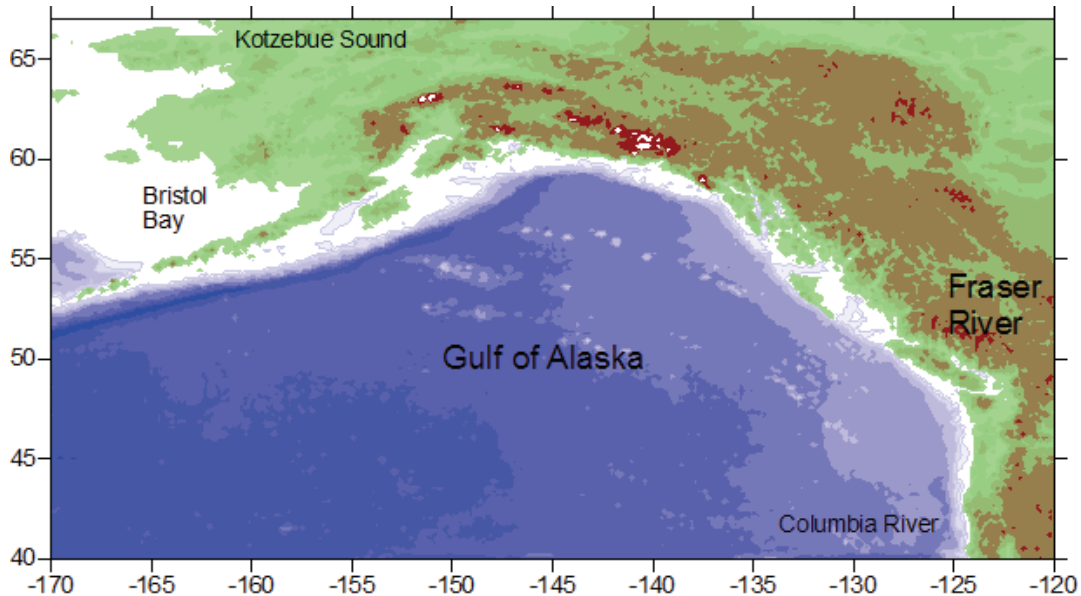 Kotzebue Sound
65
60
Bristol
Bay
55
Fraser
River
50
Gulf of Alaska
45
Columbia River
40
-170
-165
-160
-155
-150
-145
-140
-135
-130
-125
-120